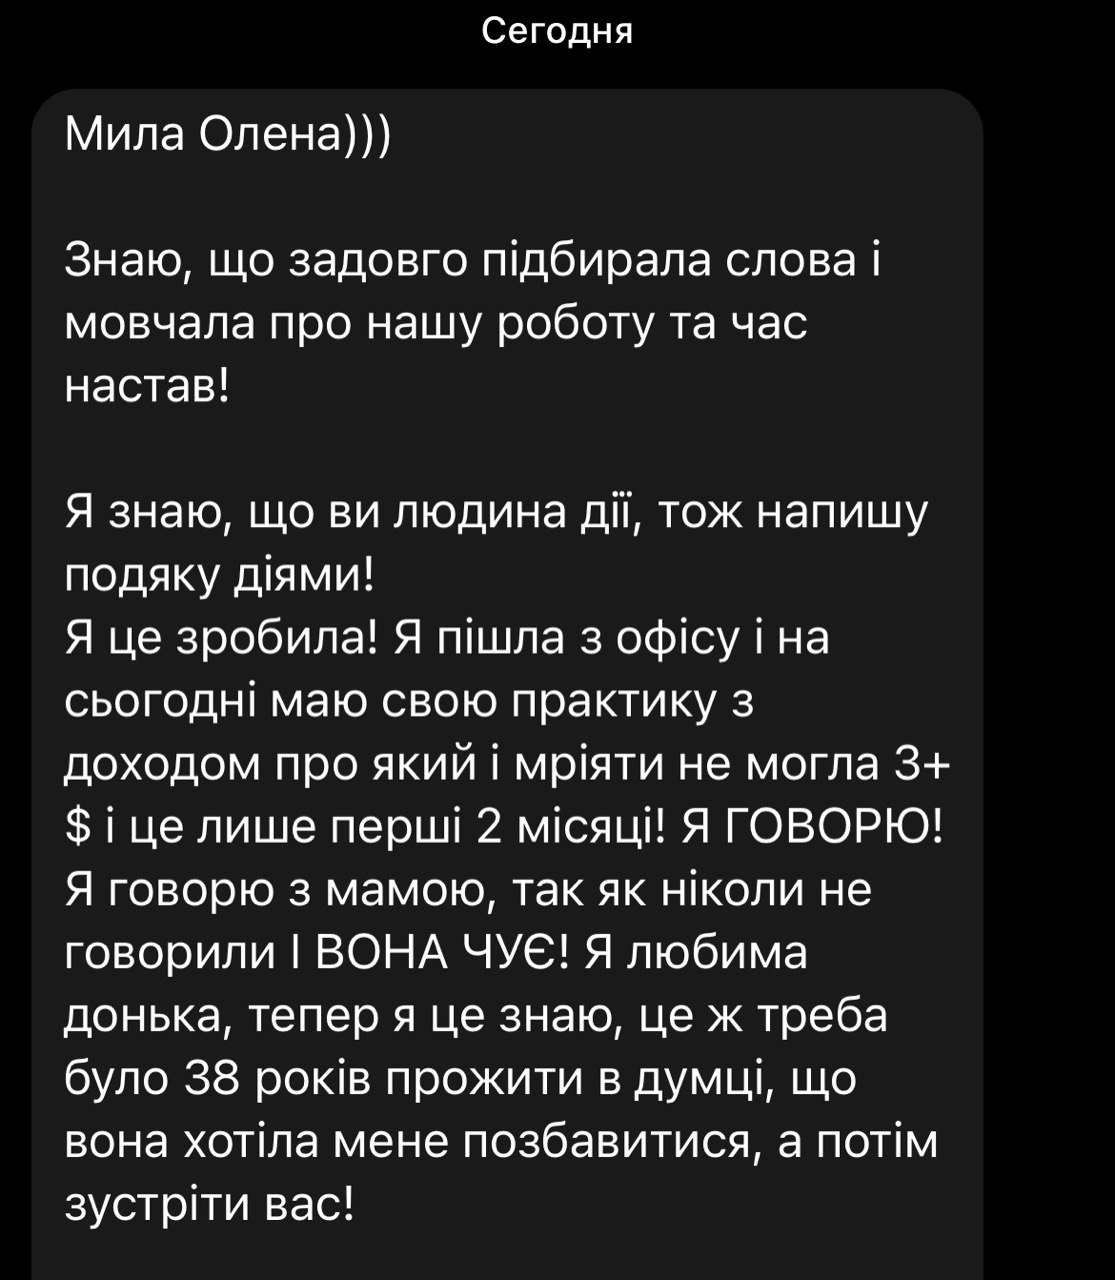 Сегодня
Мила Олена)))
Знаю, що задовго підбирала слова і
мовчала про нашу роботу та час
настав!
Я знаю, що ви людина дії, тож напишу
подяку діями!
Я це зробила! Я пішла з офісу і на
сьогодні маю свою практику з
доходом про який і мріяти не могла 3+
$ і це лише перші 2 місяці! Я ГОВОРЮ!
Я говорю з мамою, так як ніколи не
говорили І ВОНА ЧУЄ! Я любима
донька, тепер я це знаю, це ж треба
було 38 років прожити в думці, що
вона хотіла мене позбавитися, а потім
зустріти вас!